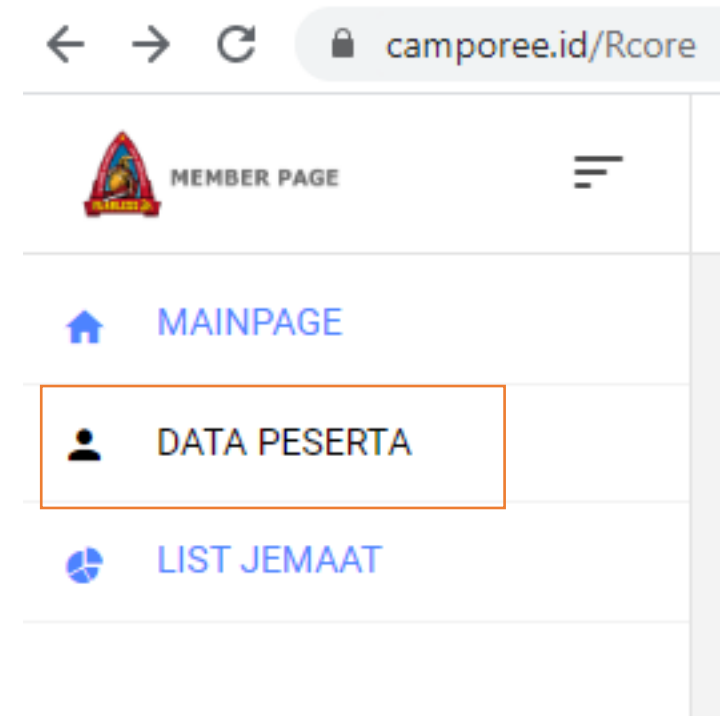 camporee.id/Rcore
MEMBER PAGE
MAINPAGE
DATA PESERTA
LIST JEMAAT